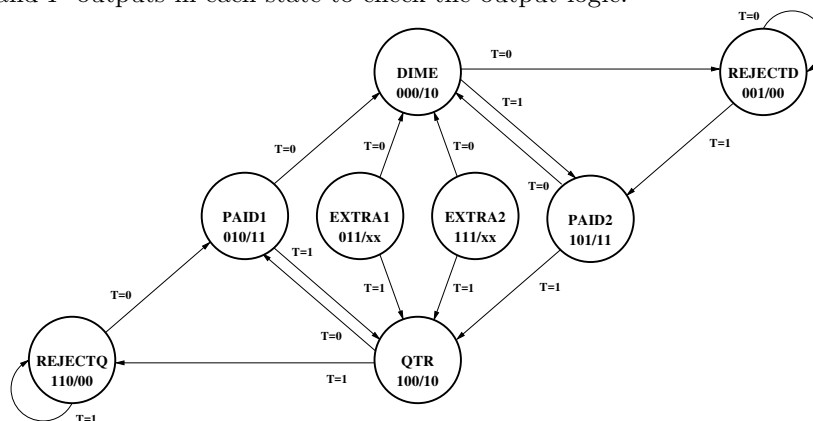 and P outputs in each state to check the output logic.
T=0
DIME
000/10
T=0
REJECTD
001/00
T=1
T=0
T=0
T=0
T=1
T=0
PAID1
010/11
EXTRA1
011/xx
EXTRA2
111/xx
PAID2
101/11
T=1
T=1
T=1
T=1
T=0
T=0
REJECTQ
110/00
T=1
QTR
100/10
T=1